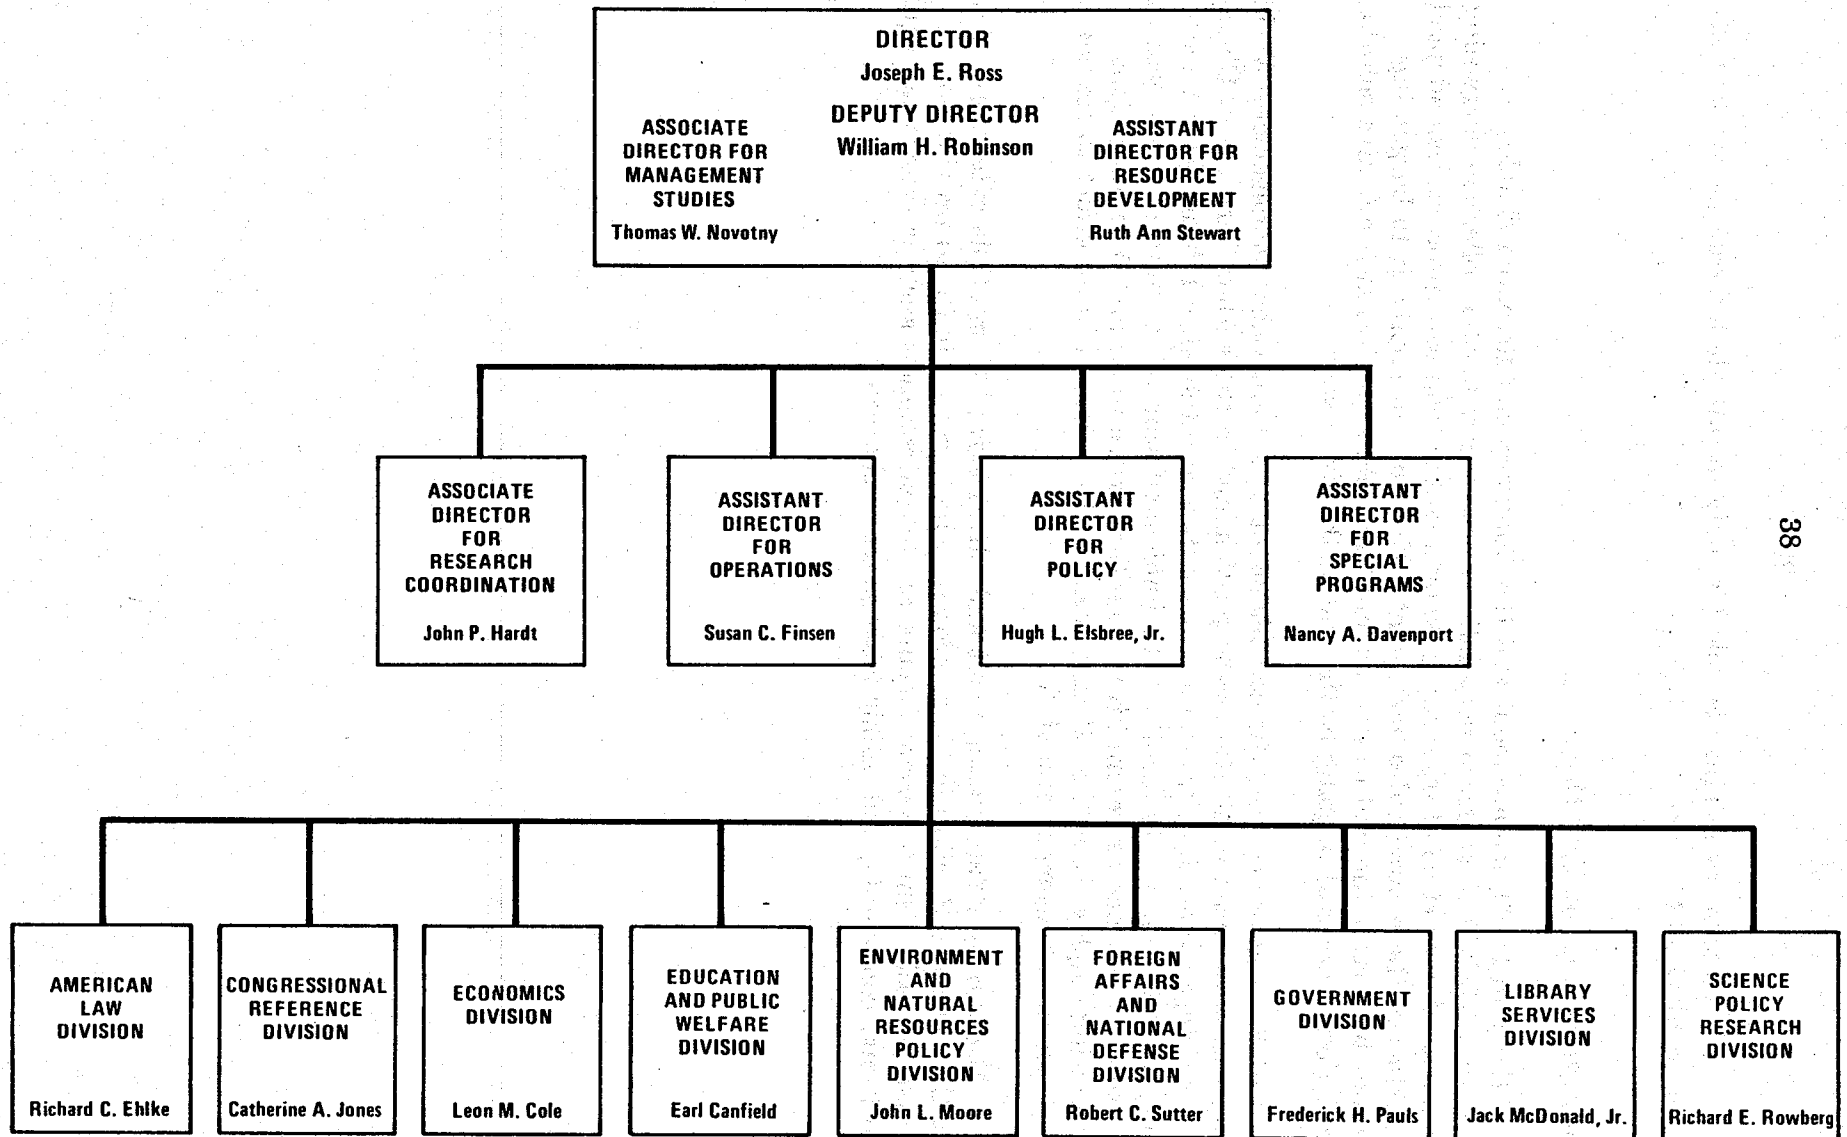 DIRECTOR
Joseph E. Ross
DEPUTY DIRECTOR
William H. Robinson
ASSOCIATE
DIRECTOR FOR
MANAGEMENT
STUDIES
Thomas W. Novotny
ASSISTANT
DIRECTOR FOR
RESOURCE
DEVELOPMENT
Ruth Ann Stewart
ASSOCIATE
DIRECTOR
FOR
RESEARCH
COORDINATION
John P. Hardt
ASSISTANT
DIRECTOR
FOR
OPERATIONS
Susan C. Finsen
ASSISTANT
DIRECTOR
FOR
POLICY
Hugh L. Elsbree, Jr.
ASSISTANT
DIRECTOR
FOR
SPECIAL
PROGRAMS
Nancy A. Davenport
38
AMERICAN
LAW
DIVISION
Richard C. Ehlke
CONGRESSIONAL
REFERENCE
DIVISION
Catherine A. Jones
ECONOMICS
DIVISION
Leon M. Cole
EDUCATION
AND PUBLIC
WELFARE
DIVISION
Earl Canfield
ENVIRONMENT
AND
NATURAL
RESOURCES
POLICY
DIVISION
John L. Moore
FOREIGN
AFFAIRS
AND
NATIONAL
DEFENSE
DIVISION
Robert C. Sutter
GOVERNMENT
DIVISION
Frederick H. Pauls
LIBRARY
SERVICES
DIVISION
Jack McDonald, Jr.
SCIENCE
POLICY
RESEARCH
DIVISION
Richard E. Rowberg